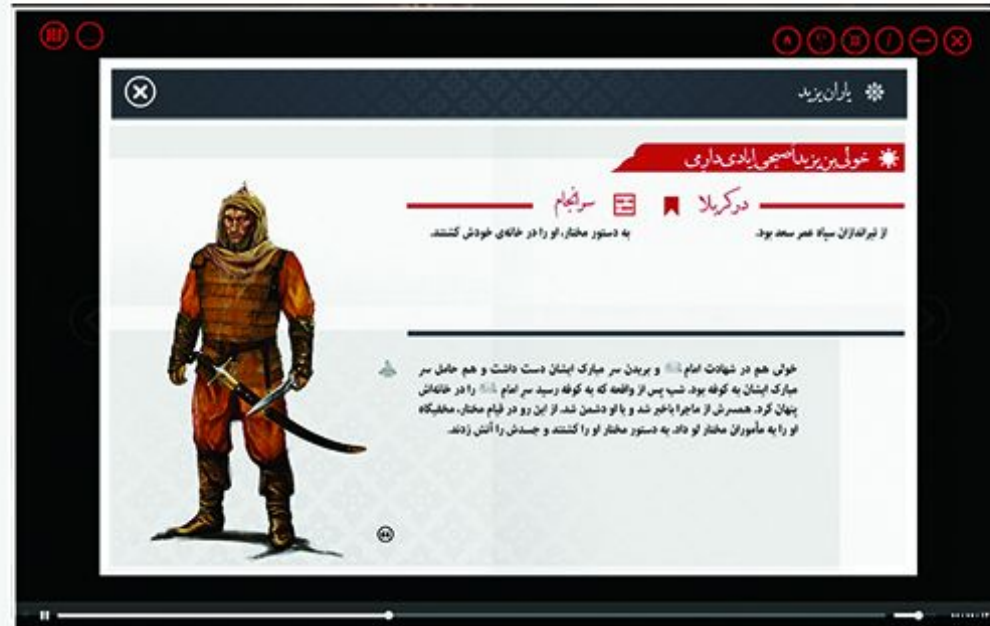 یاران یزید
خولی بن یزید اصبحی ایادی دارمی
در کربلا
از تیراندازان سپاه عمر سعد بود.
سرانجام
به دستور مختار، او را در خانه‌ی خودش کشتند.
خولی هم در شهادت امام و بریدن سر مبارک ایشان دست داشت و هم حامل سر
مبارک ایشان به کوفه بود. شب پس از واقعه که به کوفه رسید سر امام را در خانه‌اش
پنهان کرد. همسرش از ماجرا باخبر شد و با او دشمن شد. از این رو در قیام مختار، مخفیگاه
او را به مأموران مختار لو داد. به دستور مختار او را کشتند و جسدش را آتش زدند.